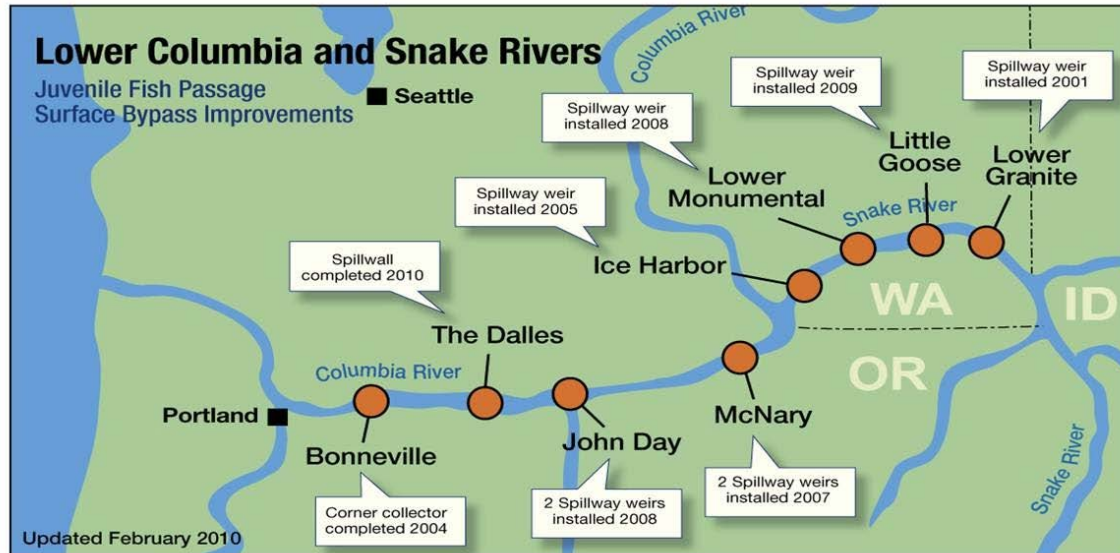 Lower Columbia and Snake Rivers
Juvenile Fish Passage
Surface Bypass Improvements
Seattle
Columbia River
Spillway weir
installed 2008
Spillway weir
installed 2009
Spillway weir
installed 2001
Little
Goose
Lower
Granite
Lower
Monumental
Snake River
Spillway weir
installed 2005
Ice Harbor
Spillwall
completed 2010
The Dalles
WA
ID
OR
Columbia River
Portland
Bonneville
John Day
McNary
Snake River
Corner collector
completed 2004
2 Spillway weirs
installed 2008
2 Spillway weirs
installed 2007
Updated February 2010